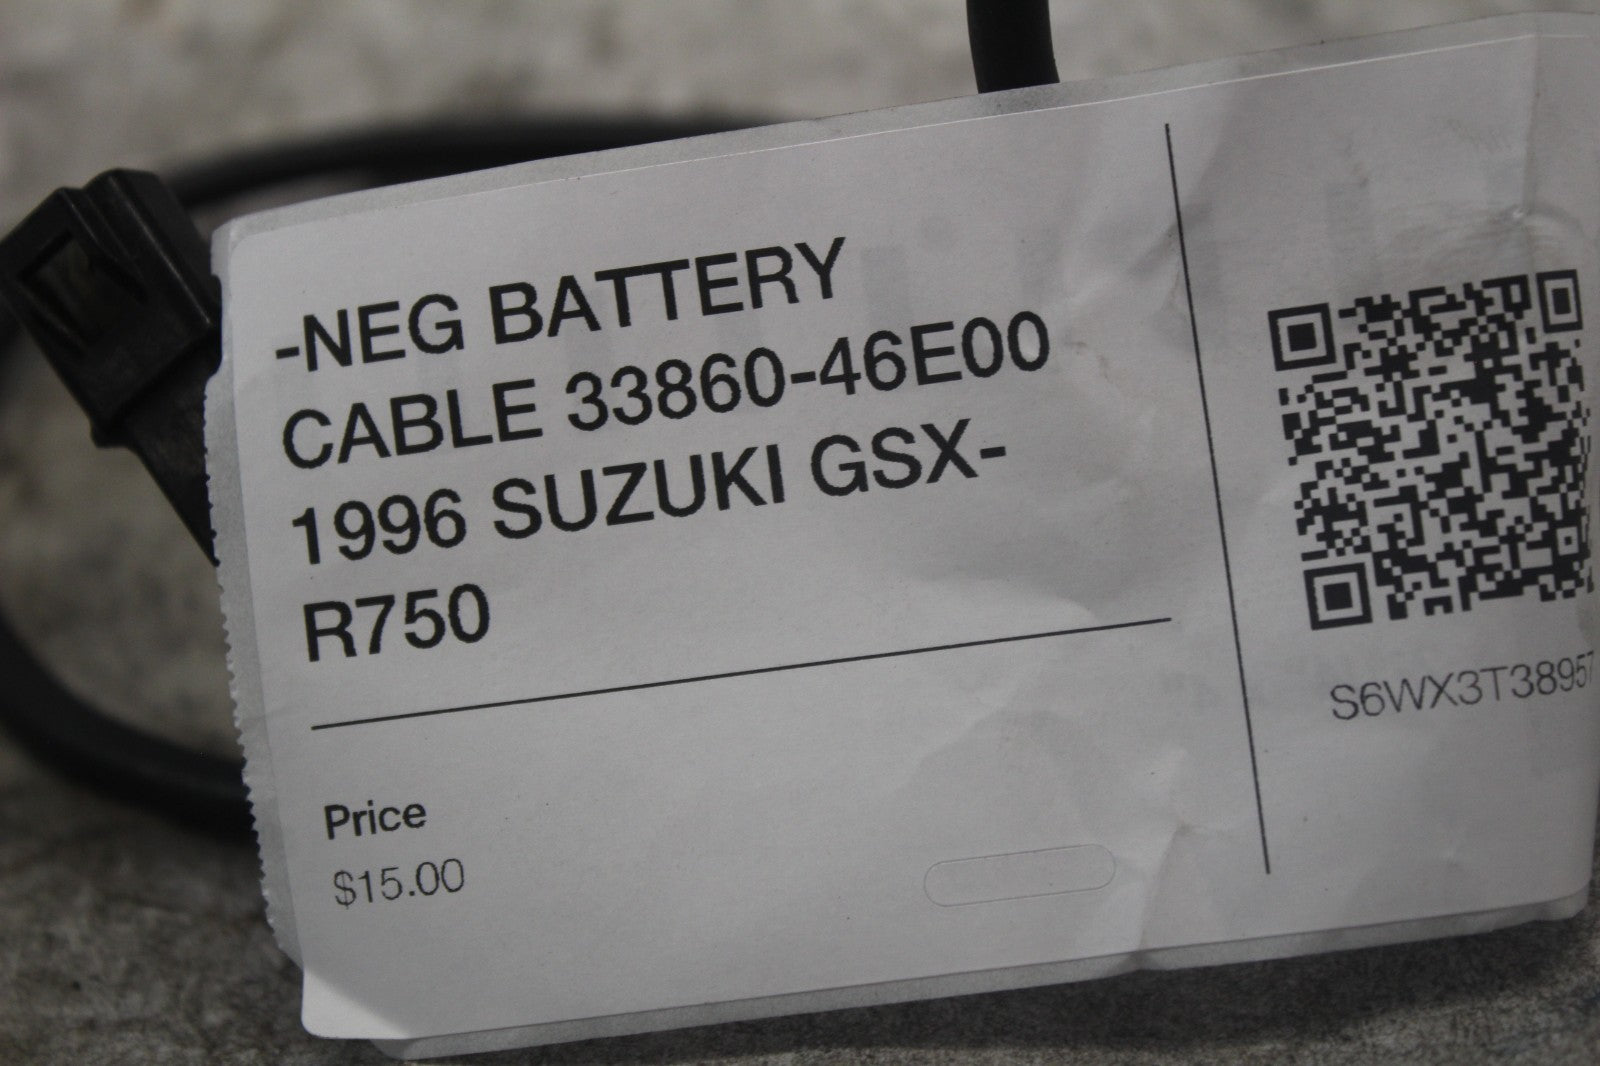 -NEG BATTERY
CABLE 33860-46E00
1996 SUZUKI GSX-
R750
Price
$15.00
S6WX3T38957